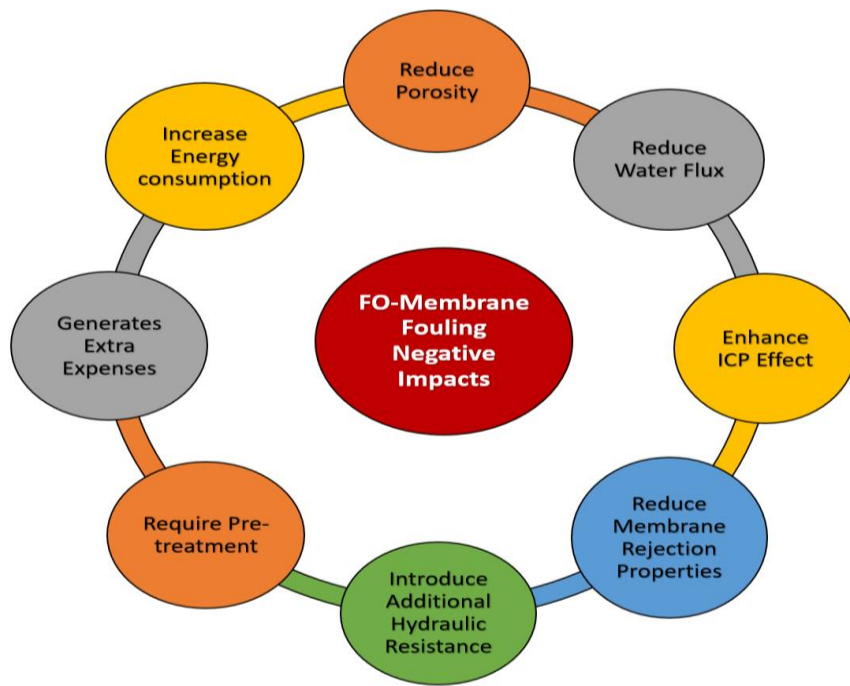 Reduce
Porosity
Reduce
Water Flux
Enhance
ICP Effect
Reduce
Membrane
Rejection
Properties
Introduce
Additional
Hydraulic
Resistance
Require Pre-
treatment
Generates
Extra
Expenses
Increase
Energy
consumption
FO-Membrane
Fouling
Negative
Impacts